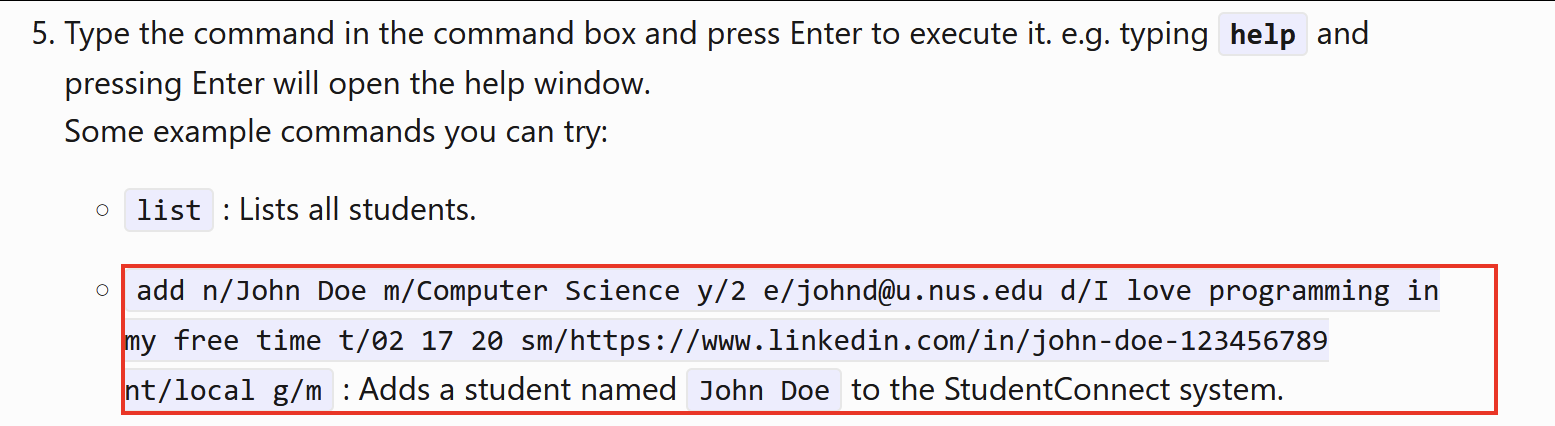 5. Type the command in the command box and press Enter to execute it. e.g. typing help and
pressing Enter will open the help window.
Some example commands you can try:
○ list : Lists all students.
○ add n/John Doe m/Computer Science y/2 e/johnd@u.nus.edu d/I love programming in
my free time t/02 17 20 sm/https://www.linkedin.com/in/john-doe-123456789
nt/local g/m : Adds a student named John Doe to the StudentConnect system.